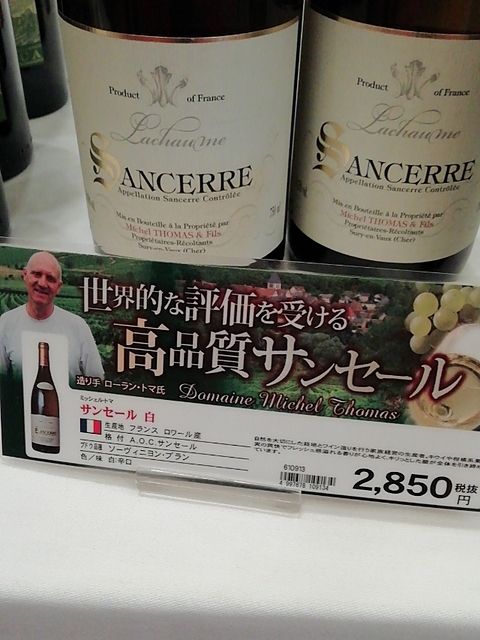 Product of France
Lachaume
SANCERRE
Appellation Sancerre Contrôlée
Mis en Bouteille à la Propriété par
Michel THOMAS & Fils
Propriétaires-Récoltants
Sury-en-Vaux (Cher)
Product of France
Lachaume
SANCERRE
Appellation Sancerre Contrôlée
Mis en Bouteille à la Propriété par
Michel THOMAS & Fils
Propriétaires-Récoltants
Sury-en-Vaux (Cher)
世界的な評価を受ける
高品質サンセール
造り手 ローラン・トマ氏
Domaine Michel Thomas
ミッシェルトマ
サンセール 白
生産地 フランス ロワール産
格 付 A.O.C.サンセール
ブドウ品種 ソーヴィニヨン・ブラン
色／味 白:辛口
610913
4 997678 109134
2,850税抜円